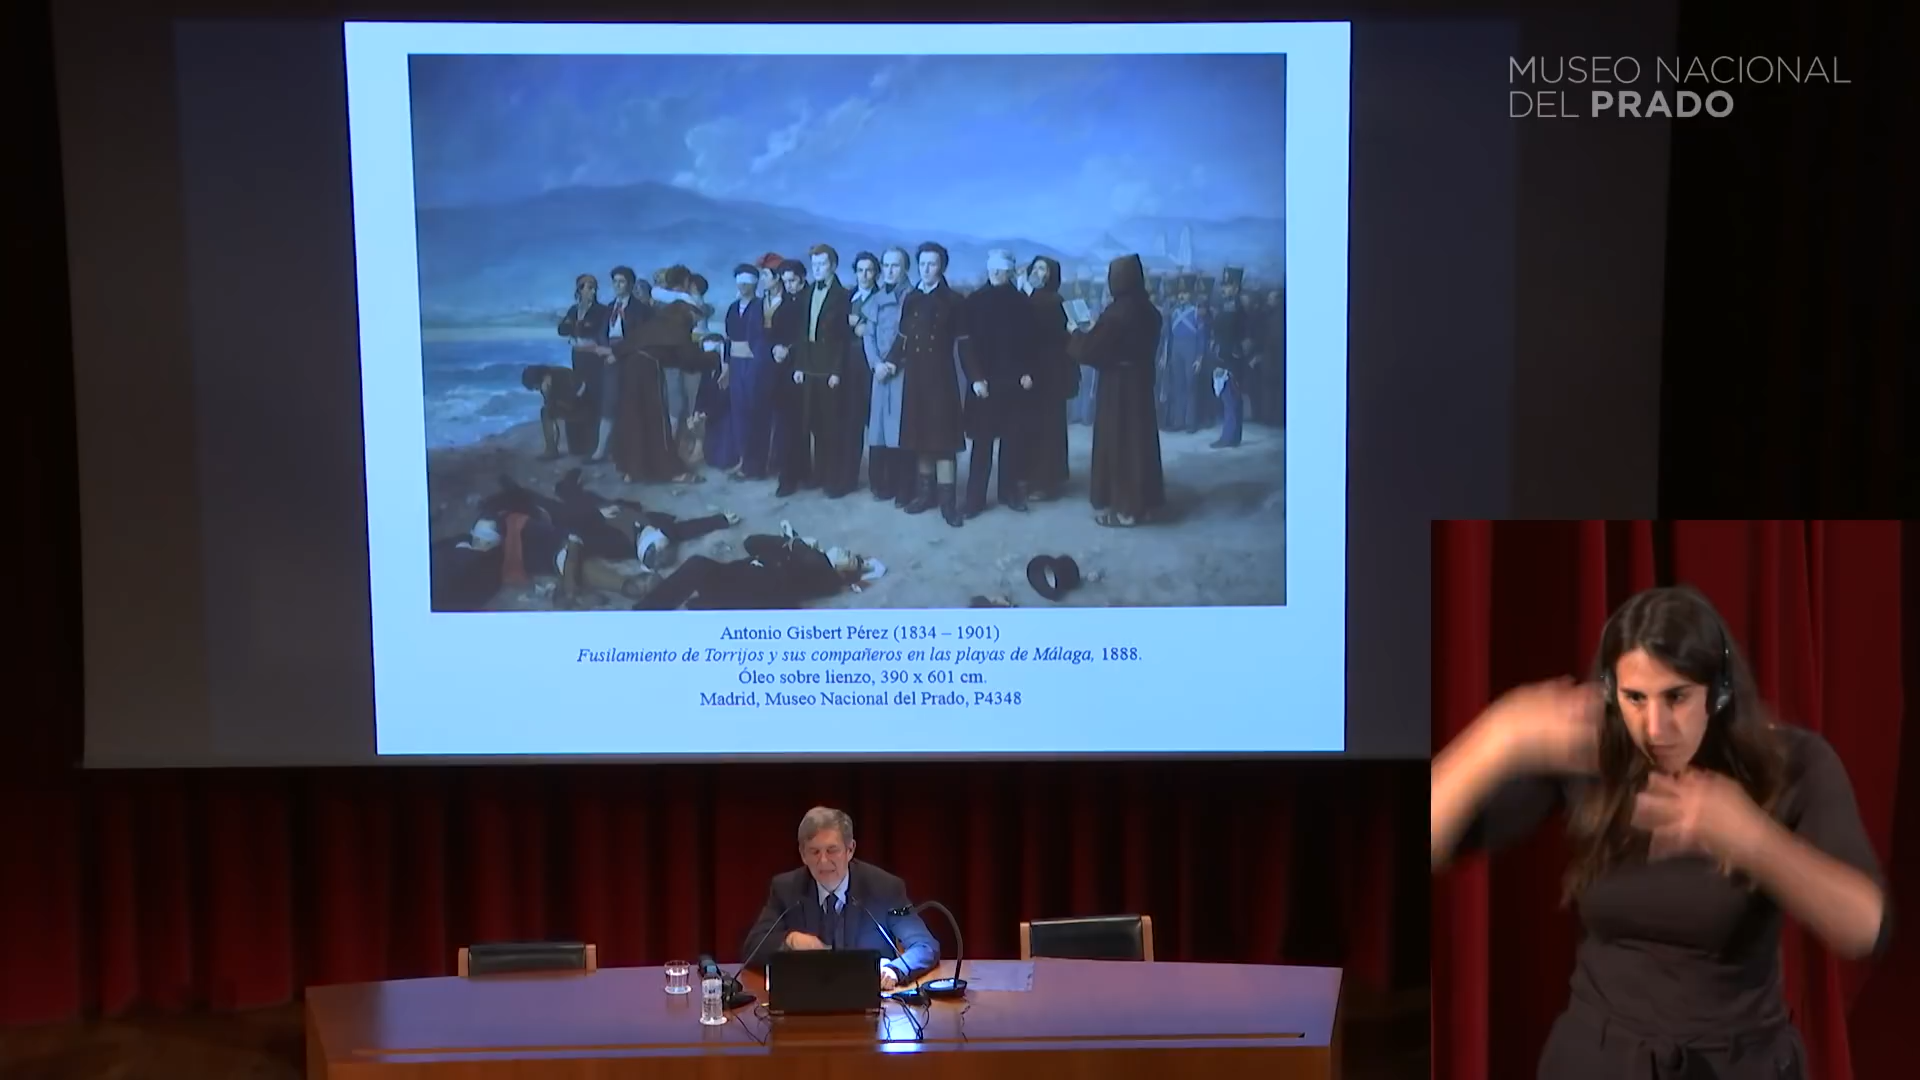 MUSEO NACIONAL
DEL PRADO
Antonio Gisbert Pérez (1834 – 1901)
Fusilamiento de Torrijos y sus compañeros en las playas de Málaga, 1888.
Óleo sobre lienzo, 390 x 601 cm.
Madrid, Museo Nacional del Prado, P4348